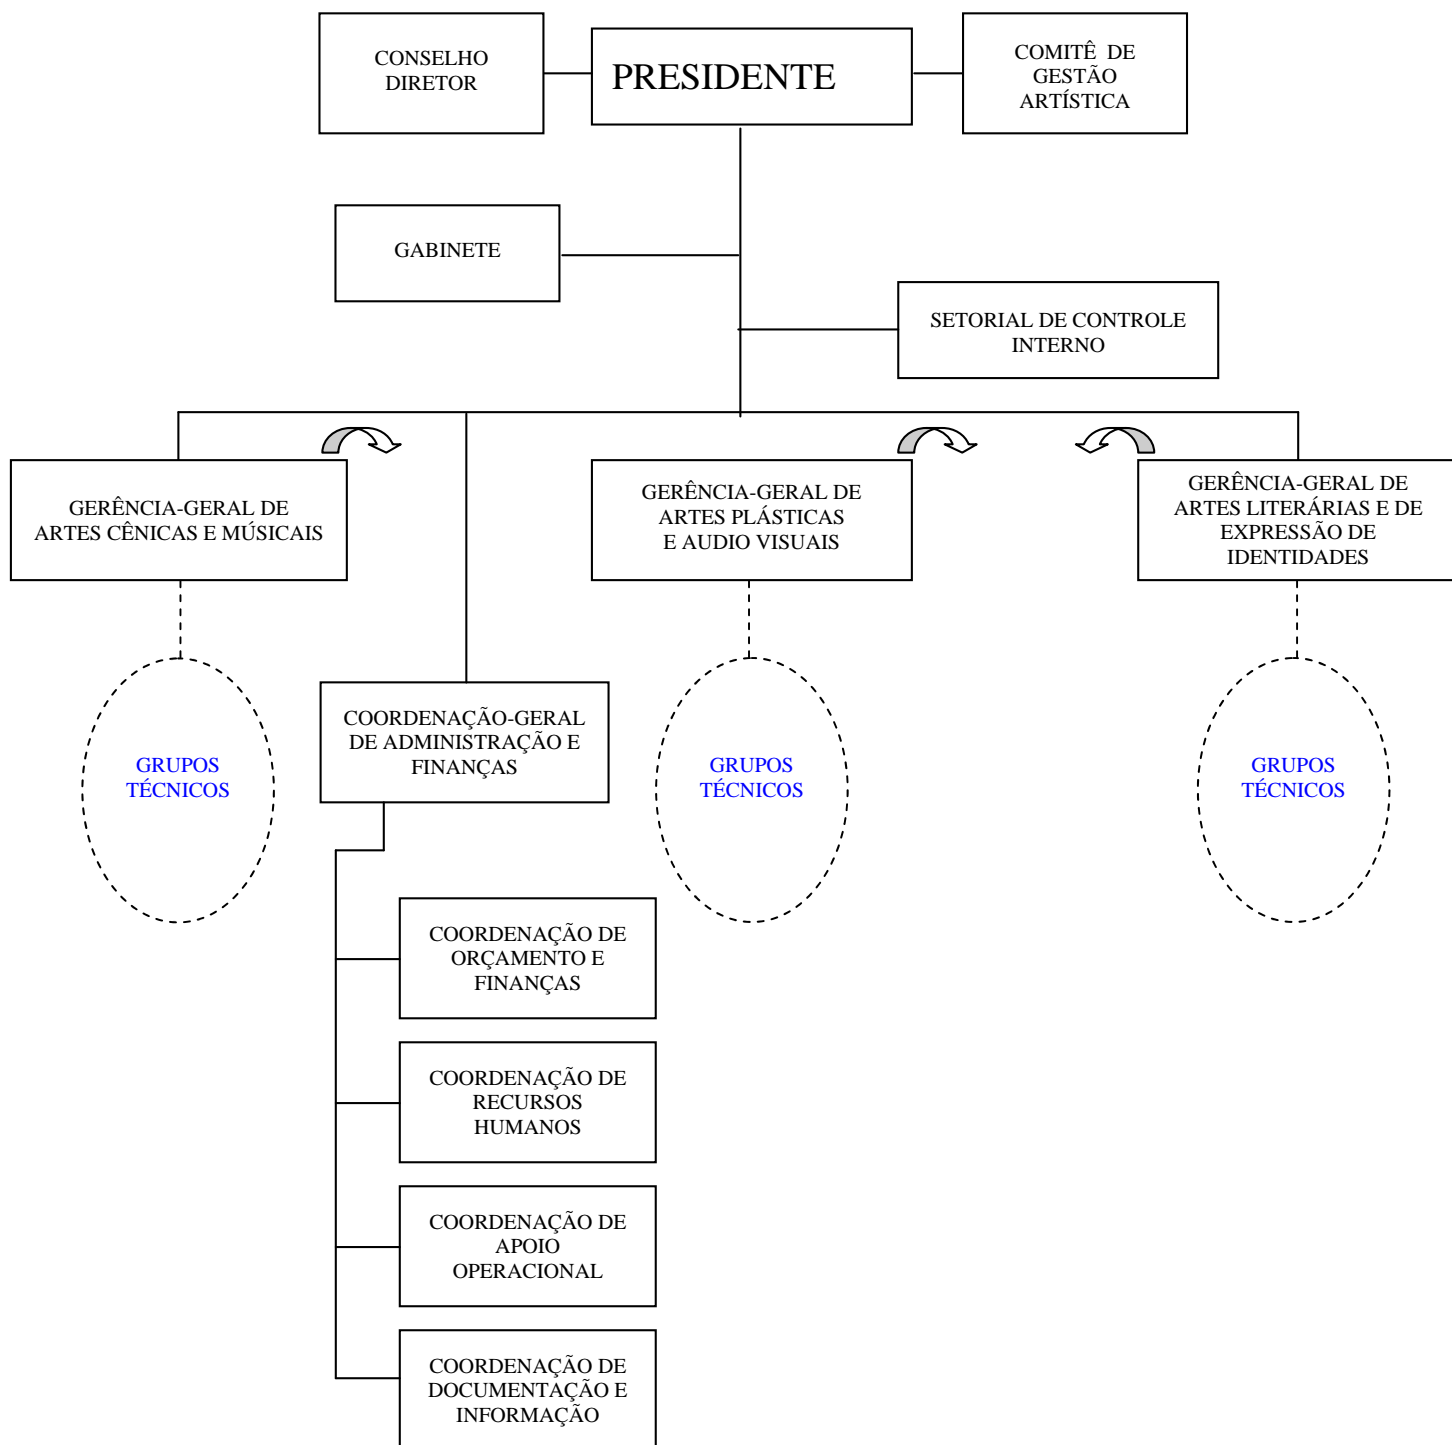 CONSELHO
DIRETOR
PRESIDENTE
COMITÊ DE
GESTÃO
ARTÍSTICA
GABINETE
SETORIAL DE CONTROLE
INTERNO
GERÊNCIA-GERAL DE
ARTES CÊNICAS E MÚSICAIS
GERÊNCIA-GERAL DE
ARTES PLÁSTICAS
E AUDIO VISUAIS
GERÊNCIA-GERAL DE
ARTES LITERÁRIAS E DE
EXPRESSÃO DE
IDENTIDADES
GRUPOS
TÉCNICOS
COORDENAÇÃO-GERAL
DE ADMINISTRAÇÃO E
FINANÇAS
GRUPOS
TÉCNICOS
GRUPOS
TÉCNICOS
COORDENAÇÃO DE
ORÇAMENTO E
FINANÇAS
COORDENAÇÃO DE
RECURSOS
HUMANOS
COORDENAÇÃO DE
APOIO
OPERACIONAL
COORDENAÇÃO DE
DOCUMENTAÇÃO E
INFORMAÇÃO